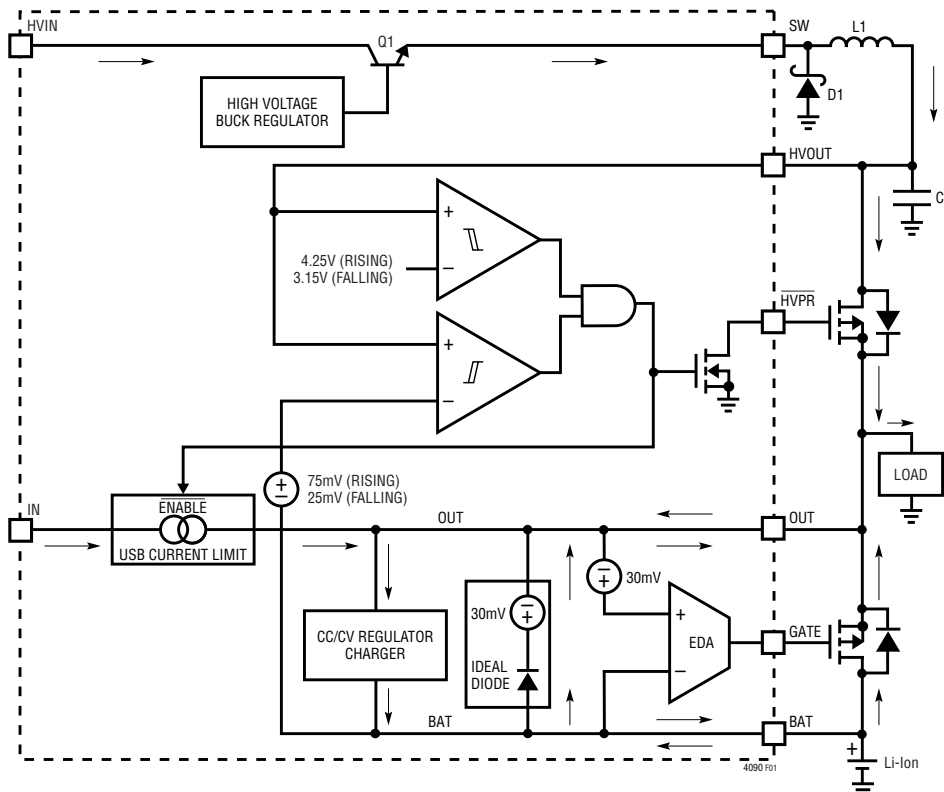 HVIN
Q1
SW
L1
HIGH VOLTAGE
BUCK REGULATOR
D1
HVOUT
C
+
4.25V (RISING)
3.15V (FALLING)
–
HVPR
+
–
75mV (RISING)
25mV (FALLING)
+
–
LOAD
IN
ENABLE
USB CURRENT LIMIT
OUT
OUT
–
+
30mV
30mV
–
+
CC/CV REGULATOR
CHARGER
IDEAL
DIODE
+
EDA
–
GATE
BAT
BAT
4090 F01
+
Li-Ion